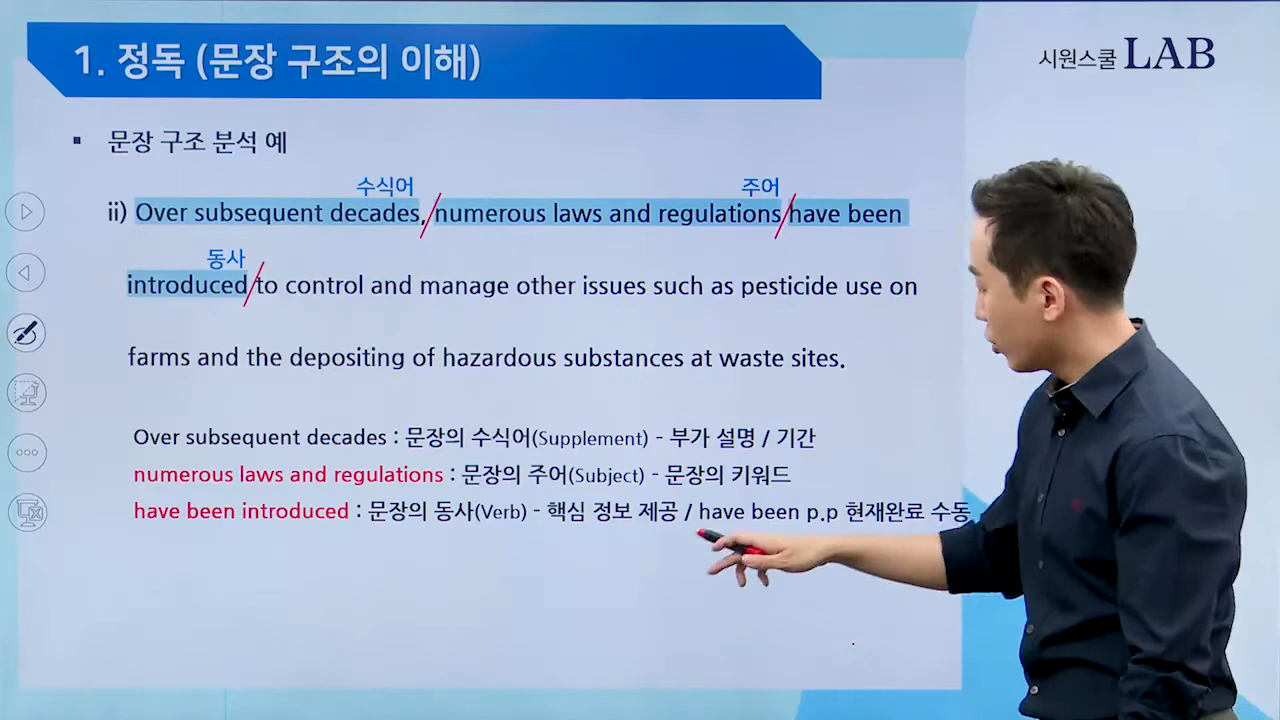 1. 정독 (문장 구조의 이해)
시원스쿨 LAB
문장 구조 분석 예
수식어 주어
ii) Over subsequent decades, numerous laws and regulations have been
동사
introduced to control and manage other issues such as pesticide use on
farms and the depositing of hazardous substances at waste sites.
Over subsequent decades : 문장의 수식어(Supplement) - 부가 설명 / 기간
numerous laws and regulations : 문장의 주어(Subject) - 문장의 키워드
have been introduced : 문장의 동사(Verb) - 핵심 정보 제공 / have been p.p 현재완료 수동